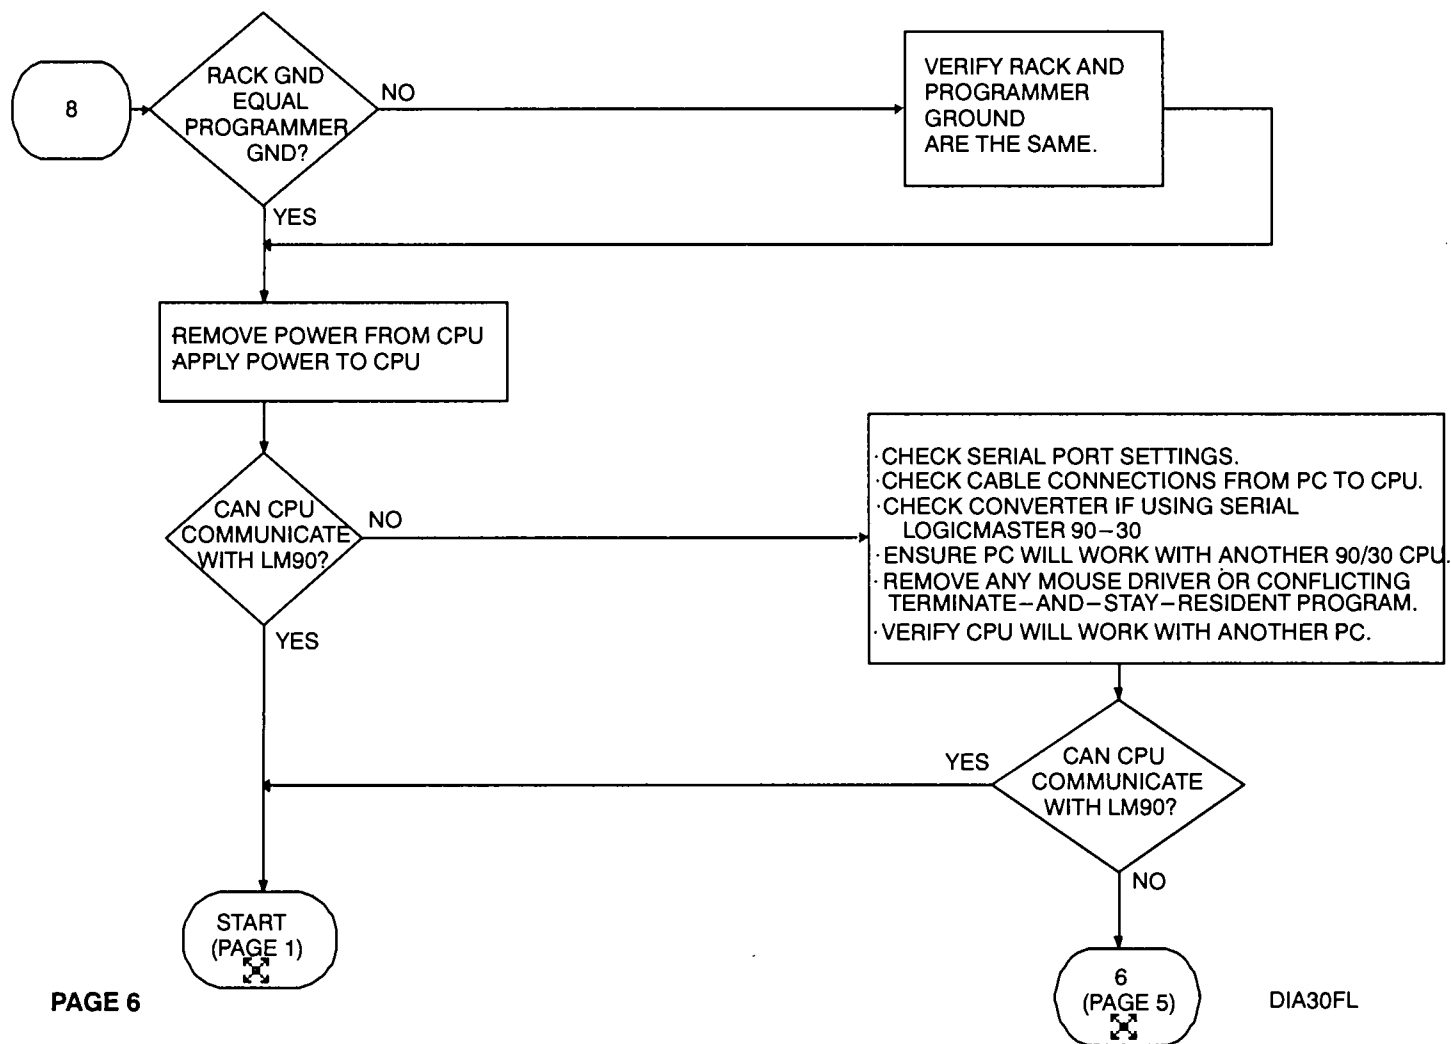 8
RACK GND
EQUAL
PROGRAMMER
GND?
NO
VERIFY RACK AND
PROGRAMMER
GROUND
ARE THE SAME.
YES
REMOVE POWER FROM CPU
APPLY POWER TO CPU
CAN CPU
COMMUNICATE
WITH LM90?
NO
·CHECK SERIAL PORT SETTINGS.
·CHECK CABLE CONNECTIONS FROM PC TO CPU.
·CHECK CONVERTER IF USING SERIAL
LOGICMASTER 90–30
·ENSURE PC WILL WORK WITH ANOTHER 90/30 CPU.
·REMOVE ANY MOUSE DRIVER OR CONFLICTING
TERMINATE–AND–STAY–RESIDENT PROGRAM.
·VERIFY CPU WILL WORK WITH ANOTHER PC.
YES
YES
CAN CPU
COMMUNICATE
WITH LM90?
NO
START
(PAGE 1)
6
(PAGE 5)
PAGE 6
DIA30FL